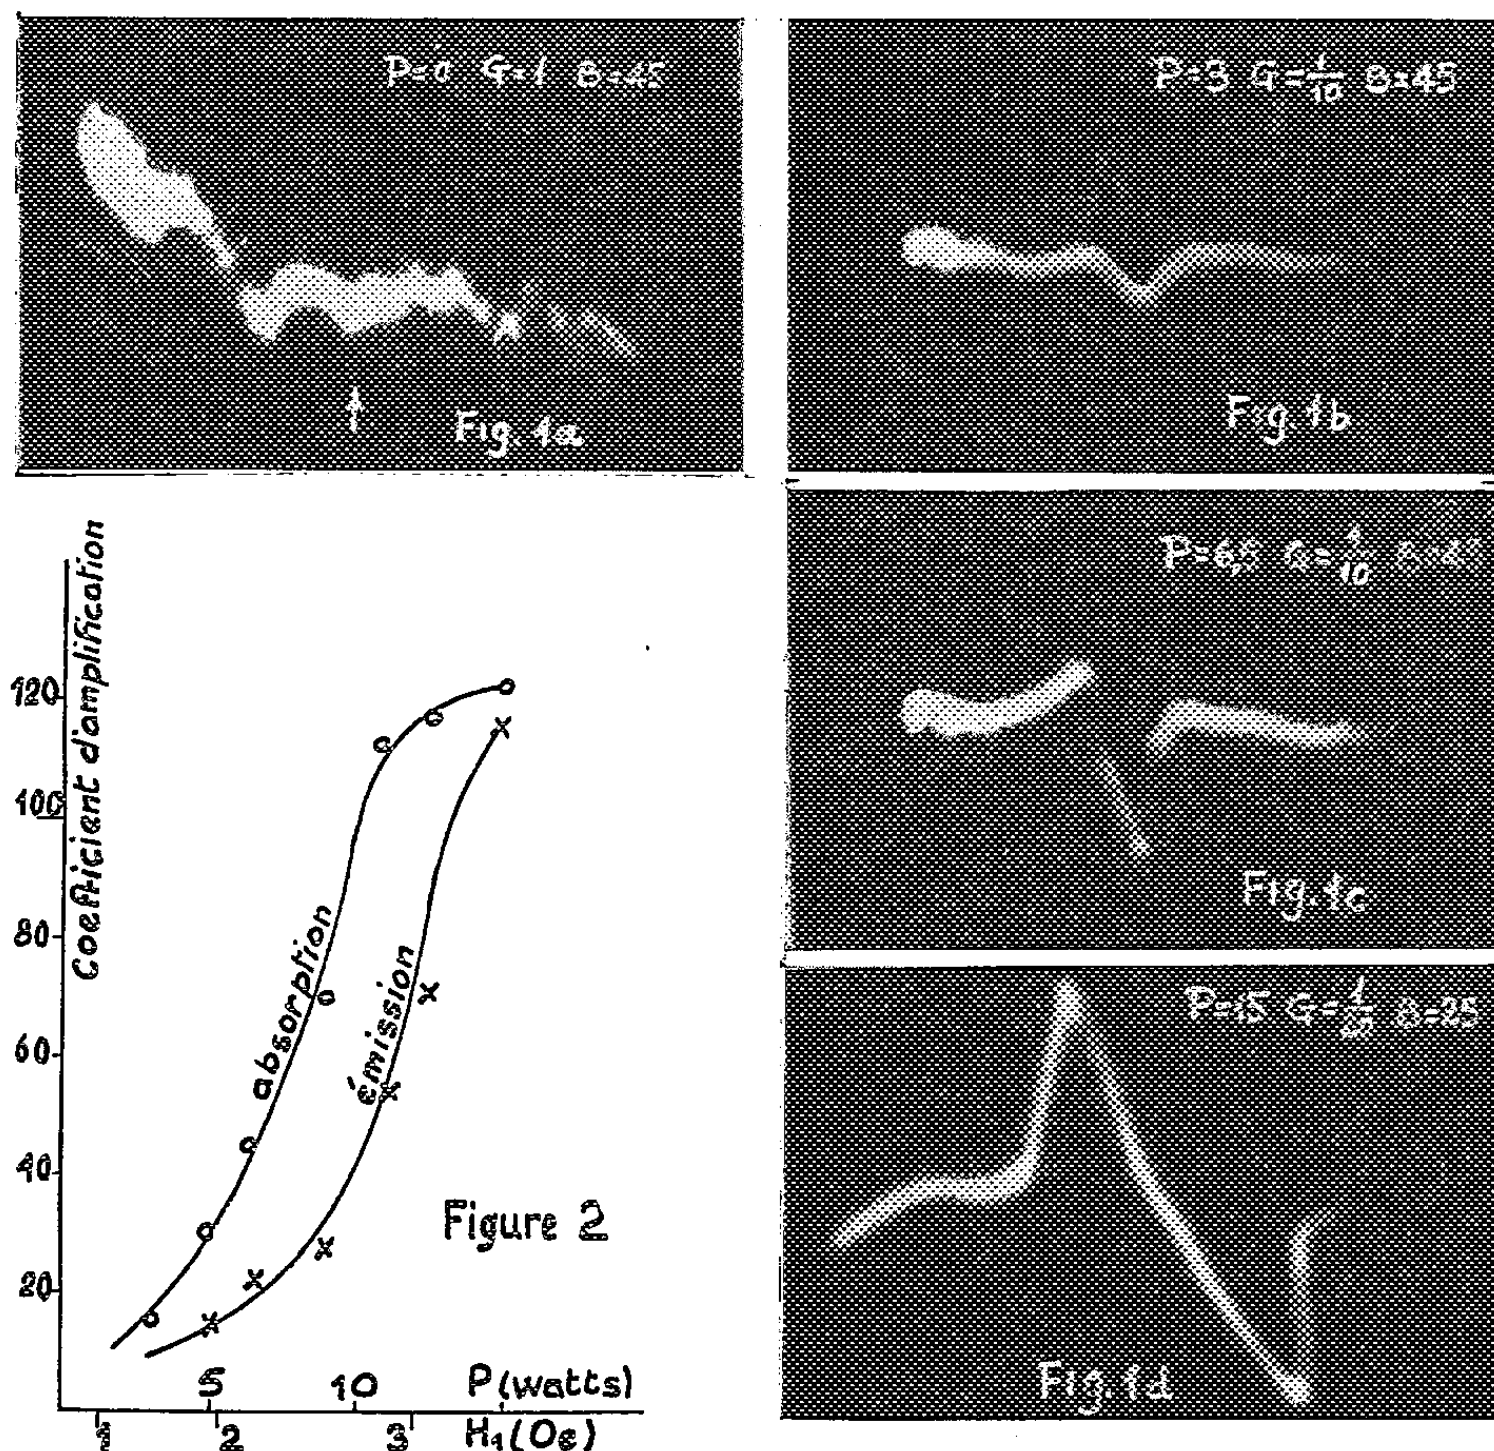 P=0 G=1 B=45
Fig. 1a
P=3 G=1/10 B=45
Fig. 1b
P=6,5 G=1/10
Fig. 1c
P=15
Fig. 1d
Coefficiant d'amplification
120
100
80
60
40
20
absorption
émission
Figure 2
5 10 P(watts)
1 2 3 H₁(Oe)